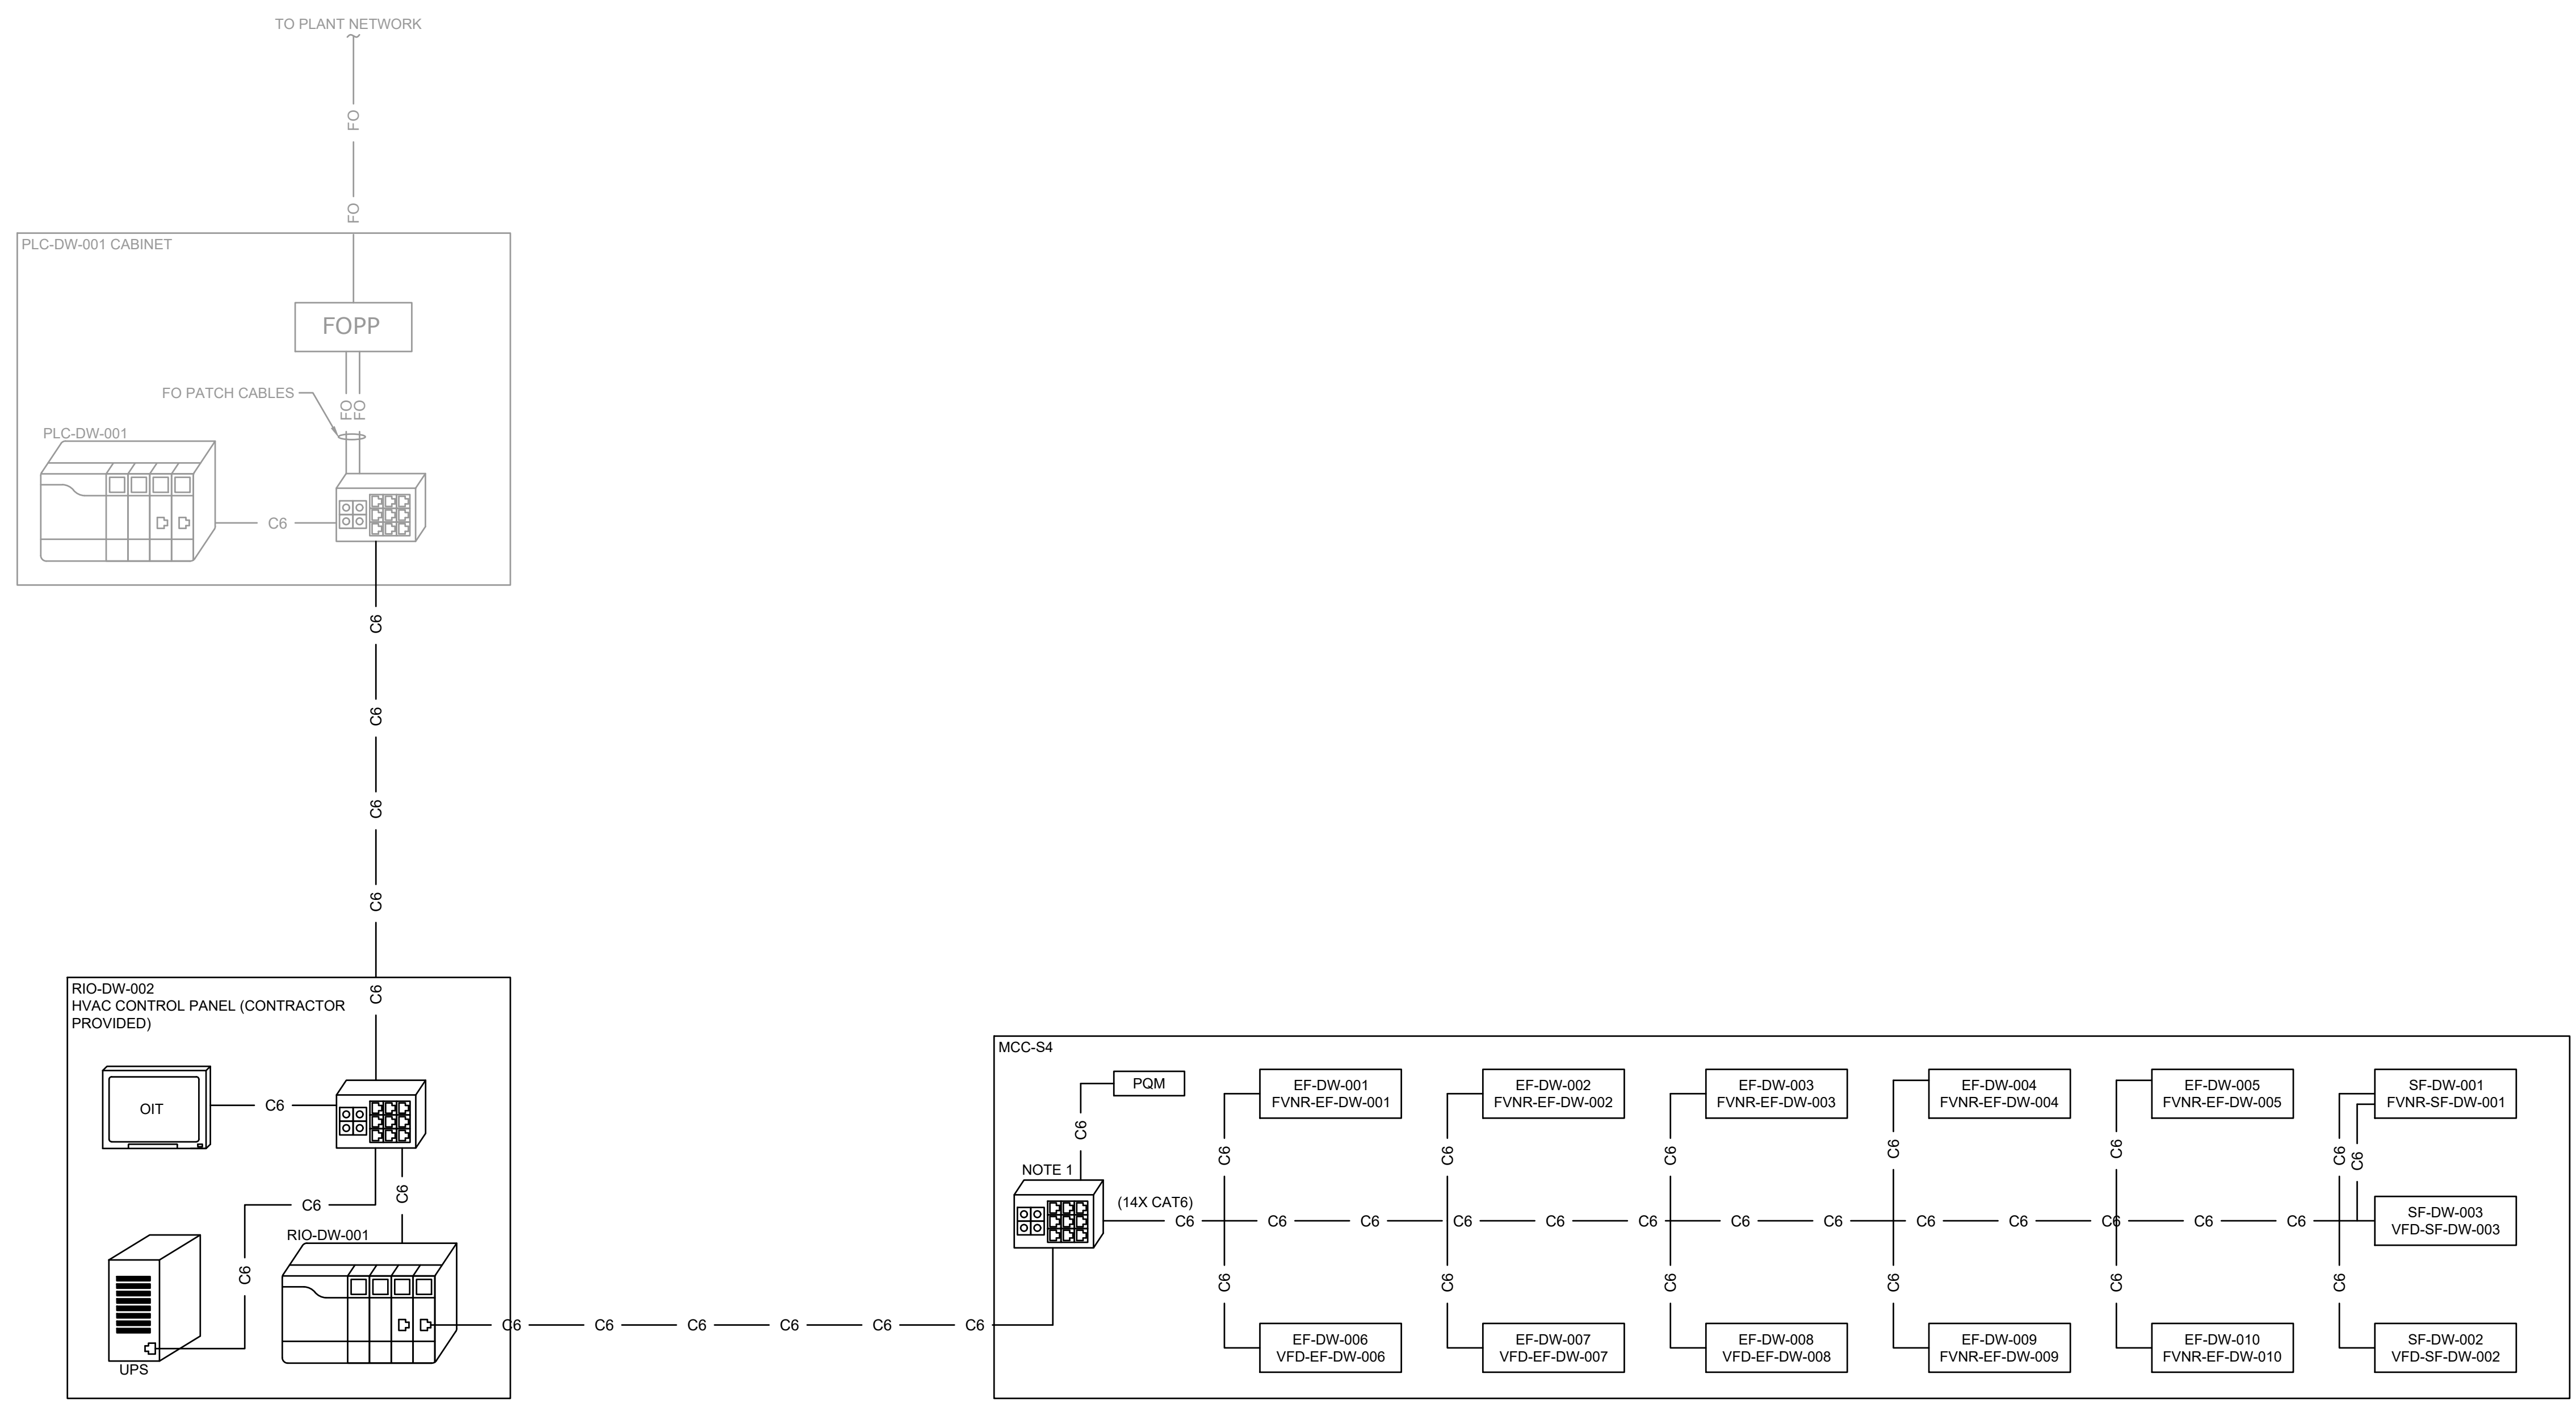 TO PLANT NETWORK
FO
FO
PLC-DW-001 CABINET
FOPP
FO PATCH CABLES
FO
FO
PLC-DW-001
C6
C6
C6
C6
C6
RIO-DW-002
HVAC CONTROL PANEL (CONTRACTOR
PROVIDED)
C6
OIT
C6
C6
C6
RIO-DW-001
C6
UPS
C6
C6
C6
C6
C6
C6
MCC-S4
PQM
C6
NOTE 1
(14X CAT6)
C6
C6
C6
C6
C6
C6
C6
C6
C6
C6
C6
C6
C6
EF-DW-001
FVNR-EF-DW-001
C6
EF-DW-002
FVNR-EF-DW-002
C6
EF-DW-003
FVNR-EF-DW-003
C6
EF-DW-004
FVNR-EF-DW-004
C6
EF-DW-005
FVNR-EF-DW-005
C6
SF-DW-001
FVNR-SF-DW-001
C6
C6
SF-DW-003
VFD-SF-DW-003
C6
EF-DW-006
VFD-EF-DW-006
C6
EF-DW-007
VFD-EF-DW-007
C6
EF-DW-008
VFD-EF-DW-008
C6
EF-DW-009
FVNR-EF-DW-009
C6
EF-DW-010
FVNR-EF-DW-010
C6
SF-DW-002
VFD-SF-DW-002